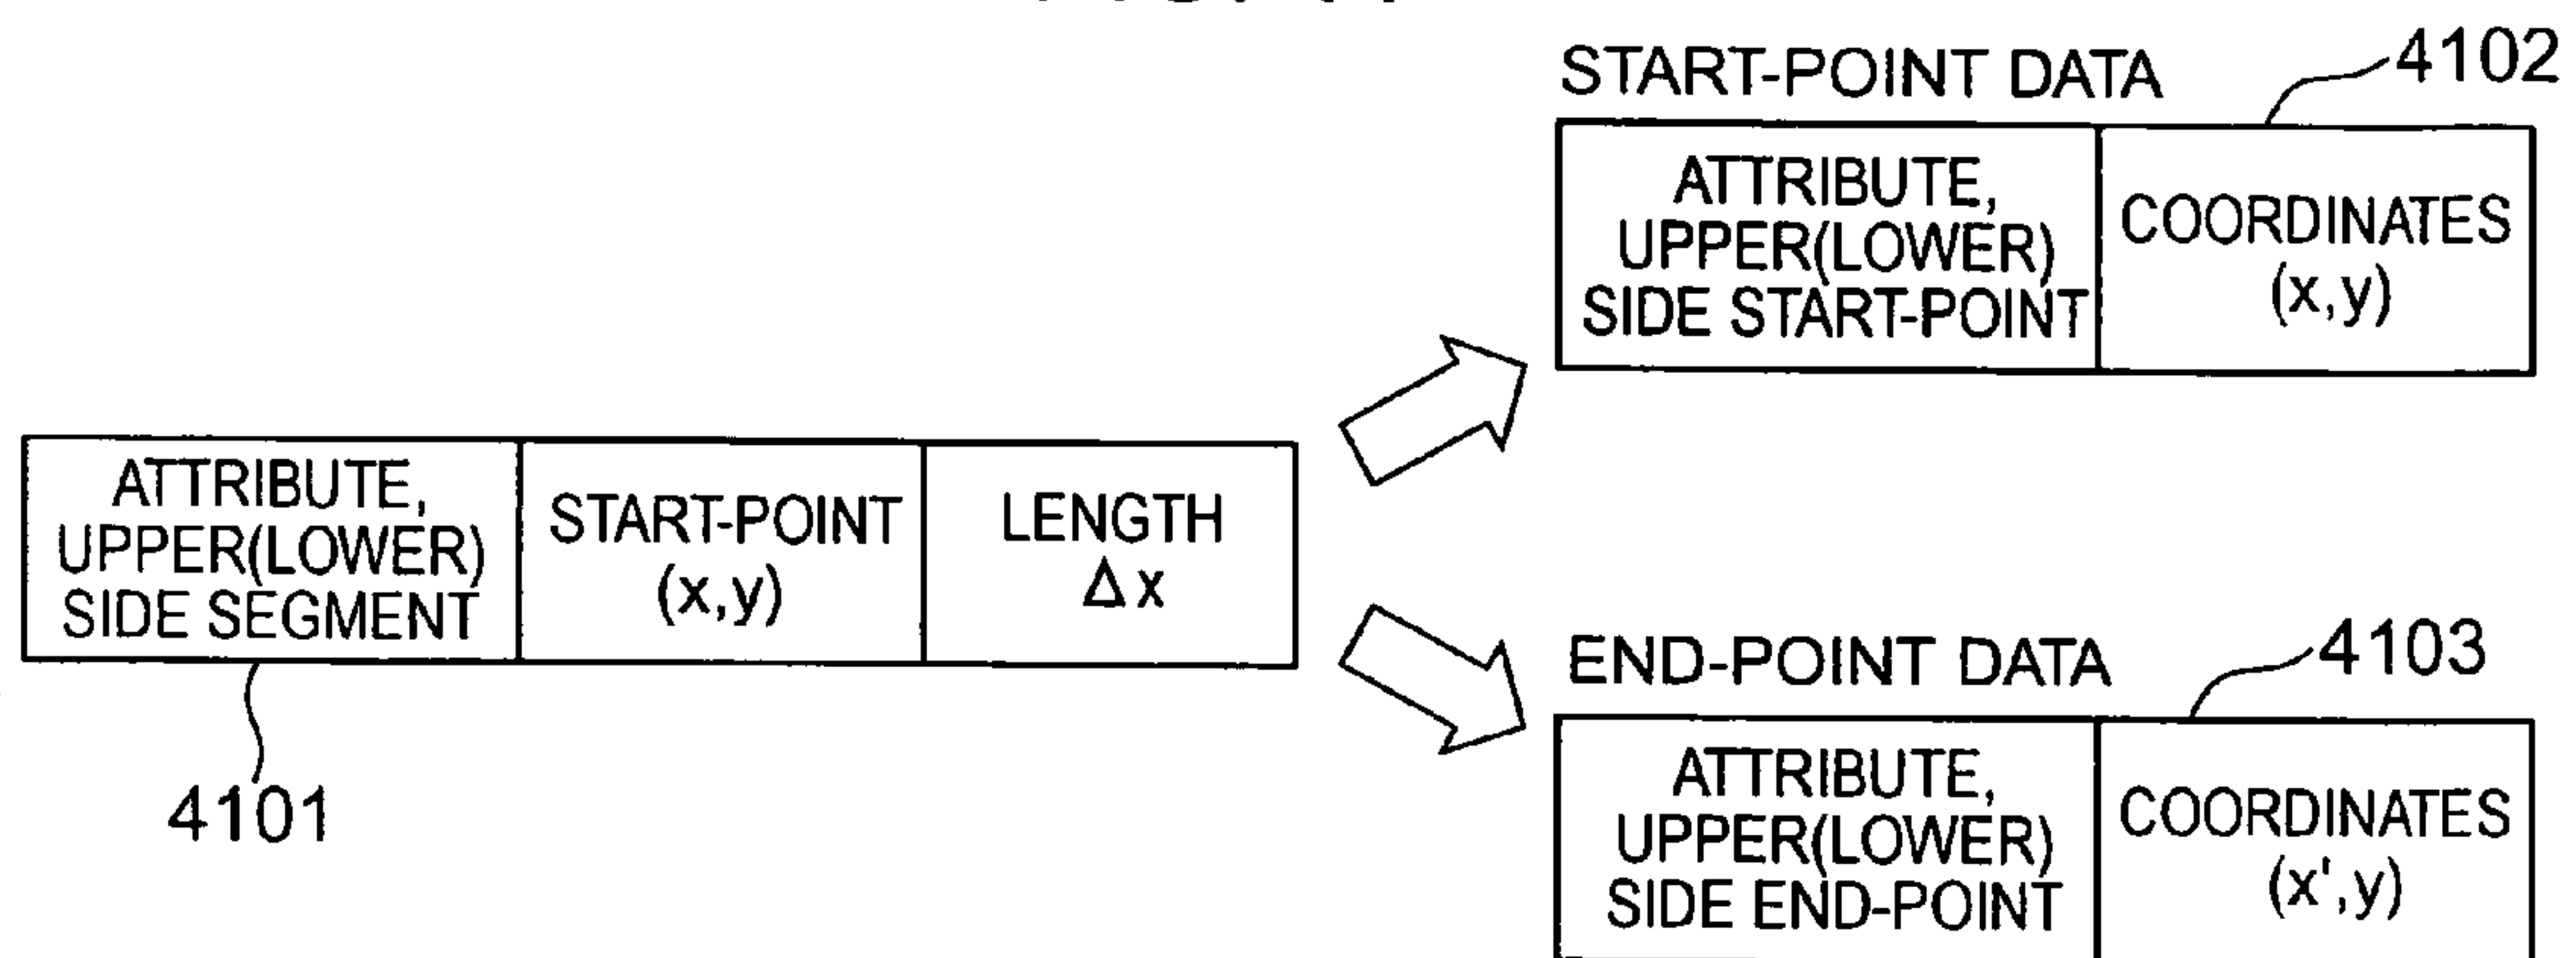 START-POINT DATA
4102
ATTRIBUTE,
UPPER(LOWER)
SIDE START-POINT
COORDINATES
(x,y)
ATTRIBUTE,
UPPER(LOWER)
SIDE SEGMENT
START-POINT
(x,y)
LENGTH
Δx
4101
END-POINT DATA
4103
ATTRIBUTE,
UPPER(LOWER)
SIDE END-POINT
COORDINATES
(x',y)